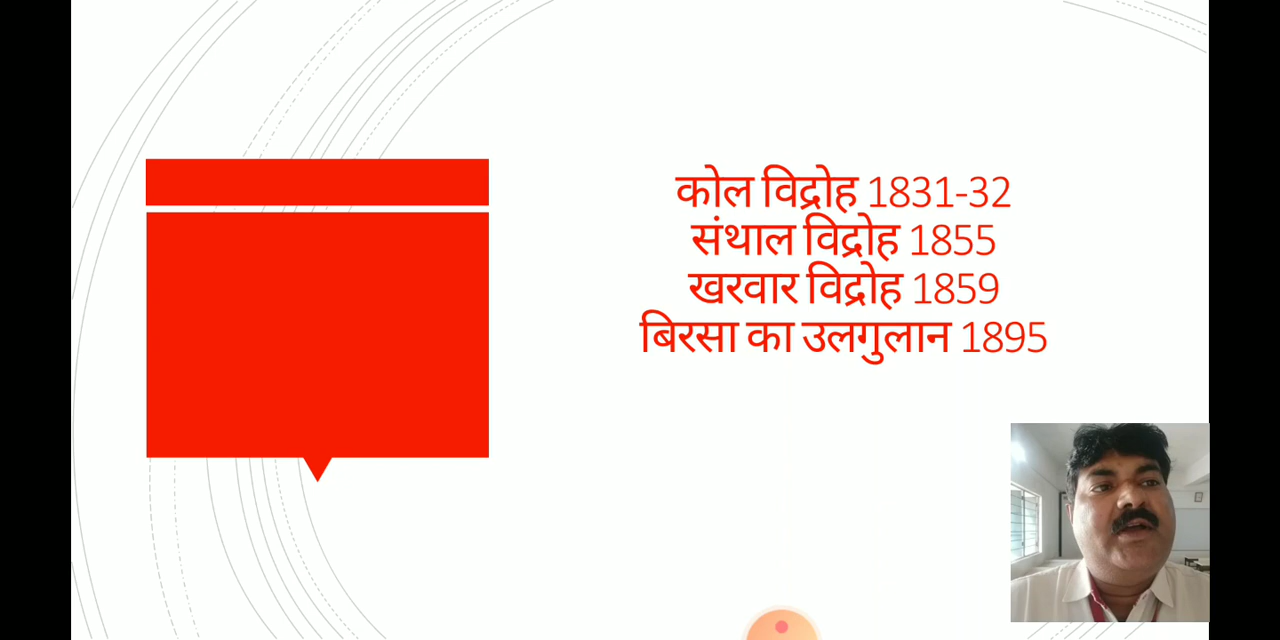 कोल विद्रोह 1831-32
संथाल विद्रोह 1855
खरवार विद्रोह 1859
बिरसा का उलगुलान 1895